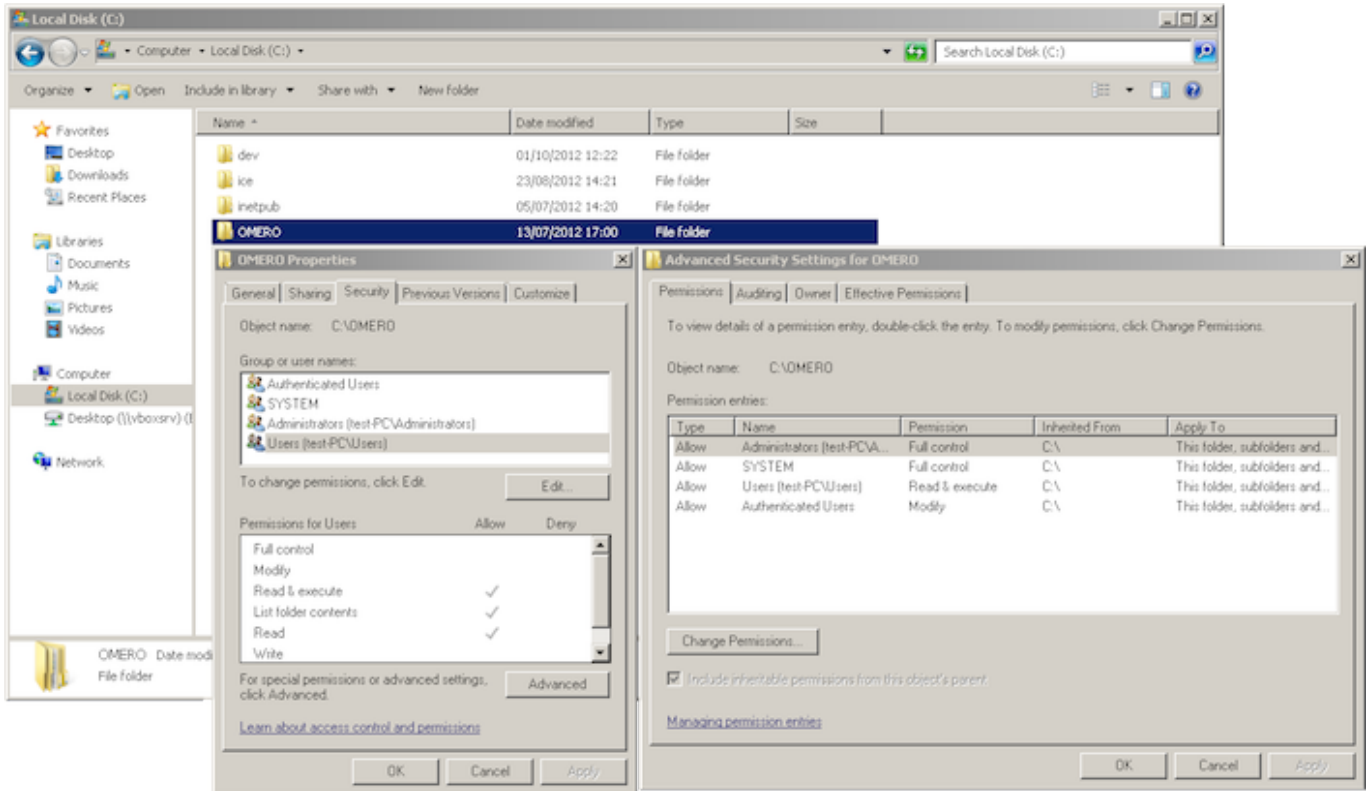 Local Disk (C:)
Computer Local Disk (C:)
Search Local Disk (C:)
Organize Open Include in library Share with New folder
Favorites
Desktop
Downloads
Recent Places
Libraries
Documents
Music
Pictures
Videos
Computer
Local Disk (C:)
Desktop (\\vboxsrv) (
Network
Name Date modified Type Size
dev 01/10/2012 12:22 File folder
ice 23/08/2012 14:21 File folder
inetpub 05/07/2012 14:20 File folder
OMERO 13/07/2012 17:00 File folder
OMERO Date modi
File folder
OMERO Properties
General Sharing Security Previous Versions Customize
Object name: C:\OMERO
Group or user names:
Authenticated Users
SYSTEM
Administrators (test-PC\Administrators)
Users (test-PC\Users)
To change permissions, click Edit.
Edit...
Permissions for Users Allow Deny
Full control
Modify
Read & execute
List folder contents
Read
Write
For special permissions or advanced settings,
click Advanced.
Advanced
Learn about access control and permissions
OK Cancel Apply
Advanced Security Settings for OMERO
Permissions Auditing Owner Effective Permissions
To view details of a permission entry, double-click the entry. To modify permissions, click Change Permissions.
Object name: C:\OMERO
Permission entries:
Type Name Permission Inherited From Apply To
Allow Administrators (test-PC\A... Full control C:\ This folder, subfolders and...
Allow SYSTEM Full control C:\ This folder, subfolders and...
Allow Users (test-PC\Users) Read & execute C:\ This folder, subfolders and...
Allow Authenticated Users Modify C:\ This folder, subfolders and...
Change Permissions...
Include inheritable permissions from this object's parent
Managing permission entries
OK Cancel Apply